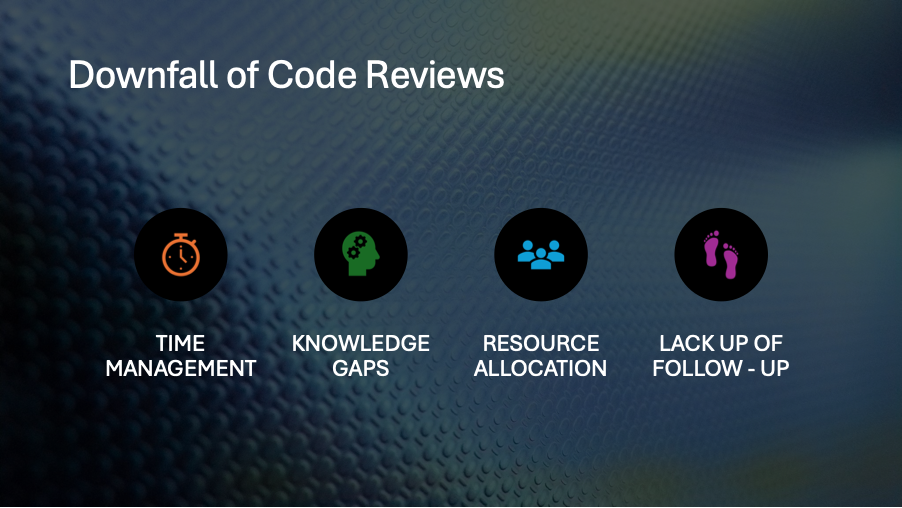 Downfall of Code Reviews
TIME
MANAGEMENT
KNOWLEDGE
GAPS
RESOURCE
ALLOCATION
LACK UP OF
FOLLOW - UP